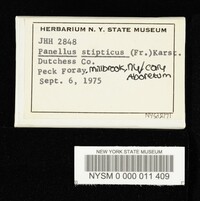 HERBARIUM N. Y. STATE MUSEUM
JHH 2848
Panellus stipticus (Fr.) Karst.
Dutchess Co.
Peck Foray, Millbrook, NY/Cary
Arboretum
Sept. 6, 1975
NEW YORK STATE MUSEUM
NYSM 0 000 011 409